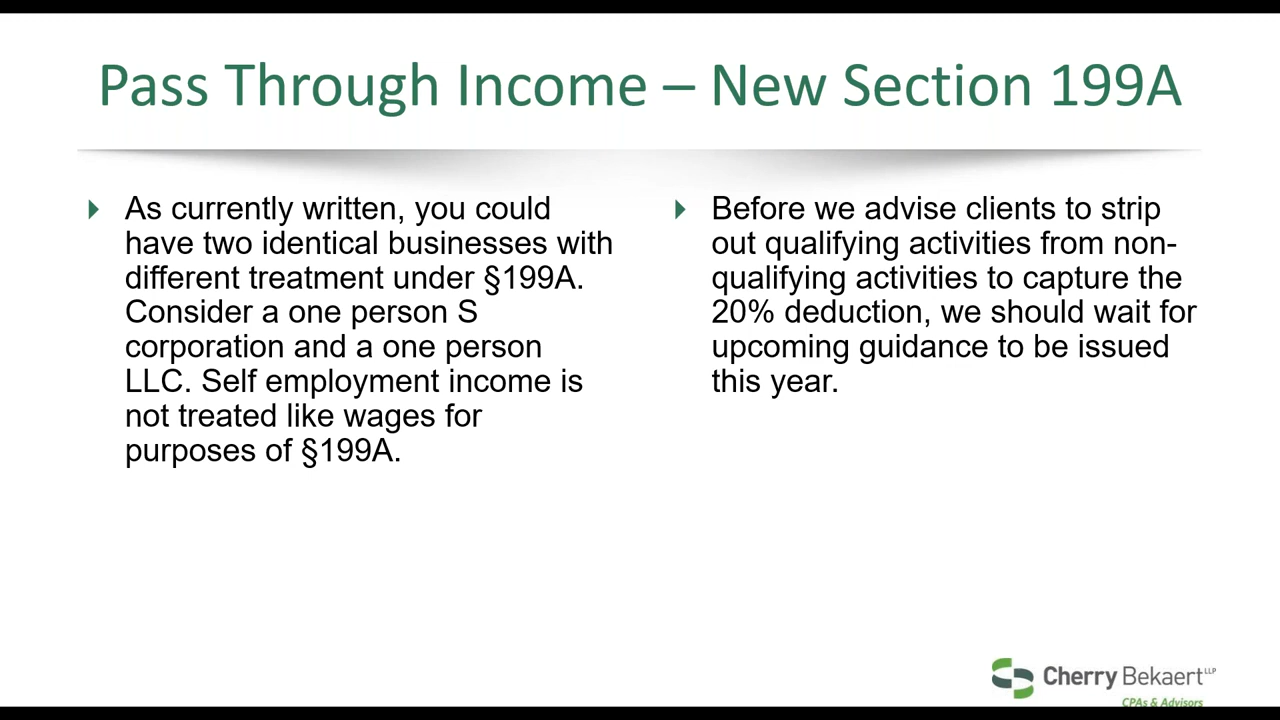 Pass Through Income – New Section 199A
As currently written, you could
have two identical businesses with
different treatment under §199A.
Consider a one person S
corporation and a one person
LLC. Self employment income is
not treated like wages for
purposes of §199A.
Before we advise clients to strip
out qualifying activities from non-
qualifying activities to capture the
20% deduction, we should wait for
upcoming guidance to be issued
this year.
Cherry Bekaert LLP
CPAs & Advisors